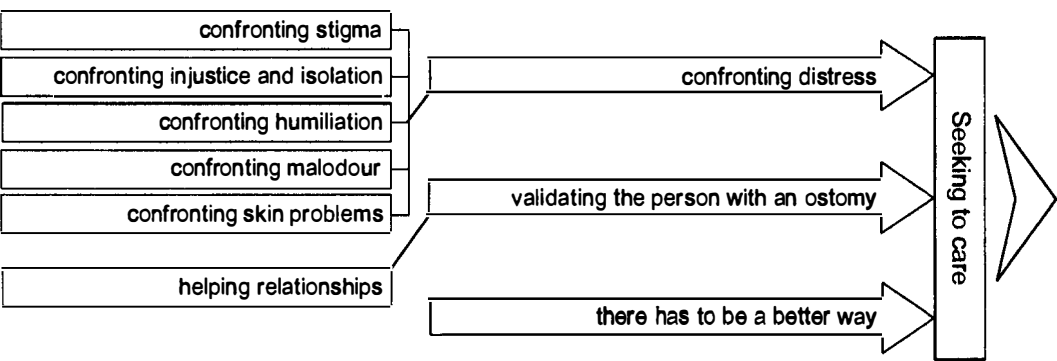 confronting stigma
confronting injustice and isolation
confronting humiliation
confronting malodour
confronting skin problems
helping relationships
confronting distress
validating the person with an ostomy
there has to be a better way
Seeking to care